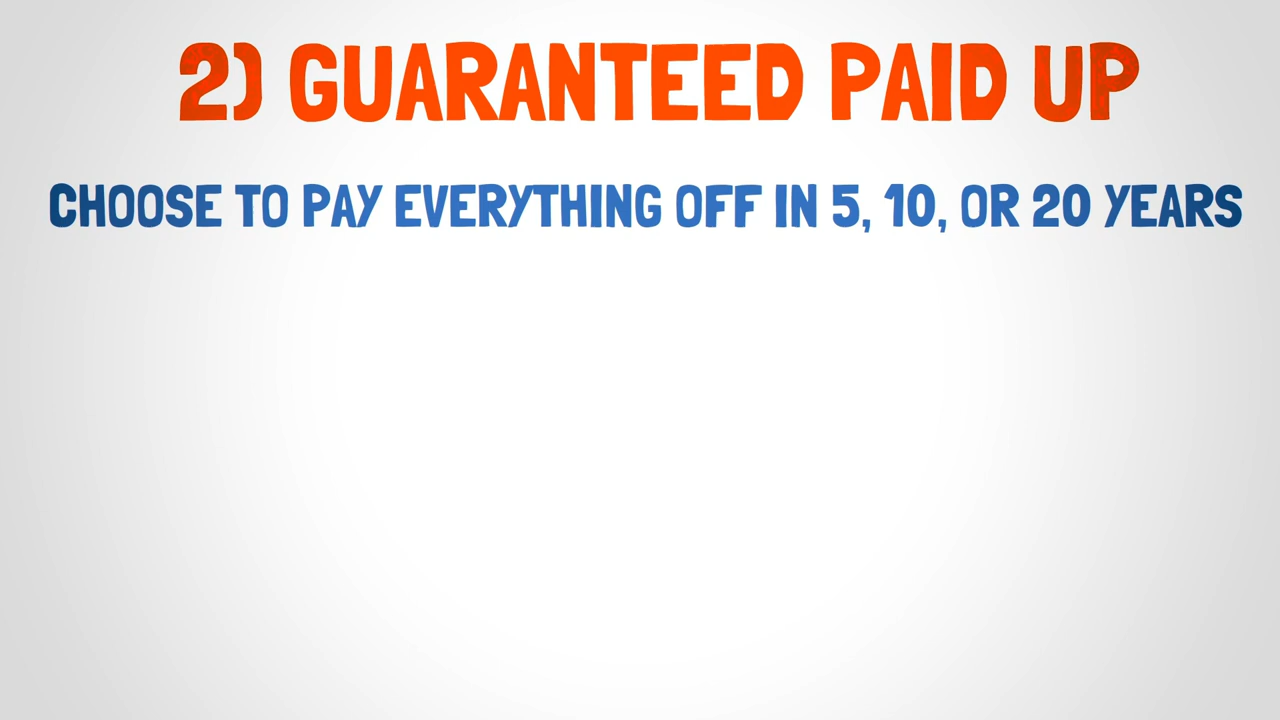 2) GUARANTEED PAID UP
CHOOSE TO PAY EVERYTHING OFF IN 5, 10, OR 20 YEARS